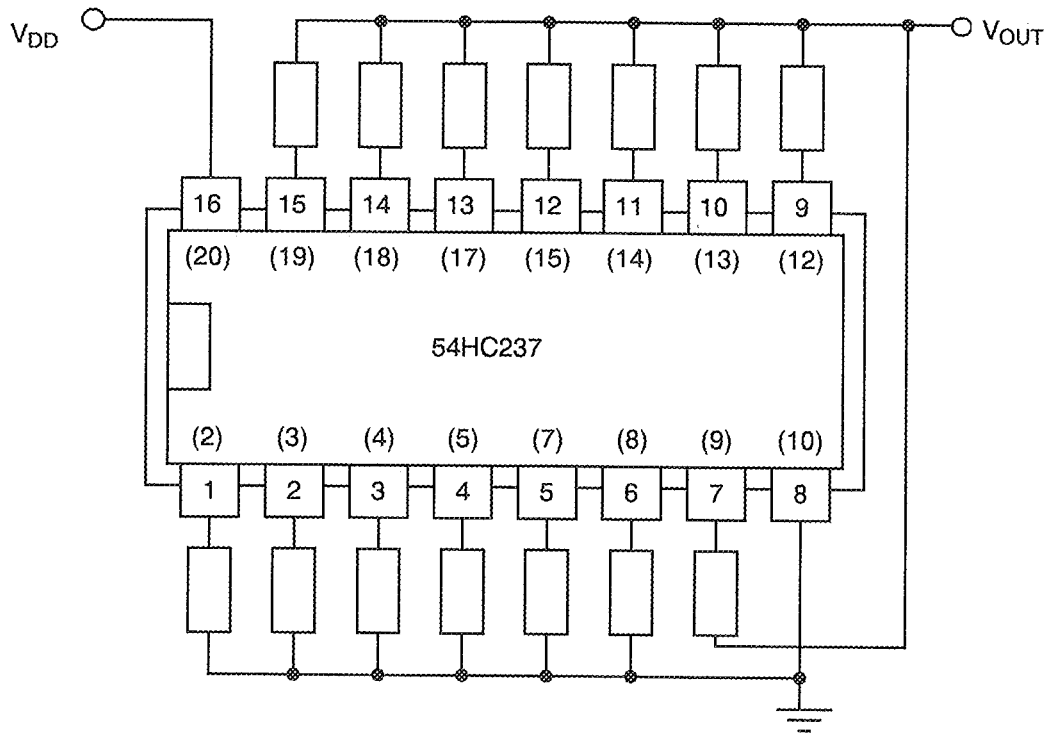 V_DD V_OUT
16 15 14 13 12 11 10 9
(20) (19) (18) (17) (15) (14) (13) (12)
54HC237
(2) (3) (4) (5) (7) (8) (9) (10)
1 2 3 4 5 6 7 8